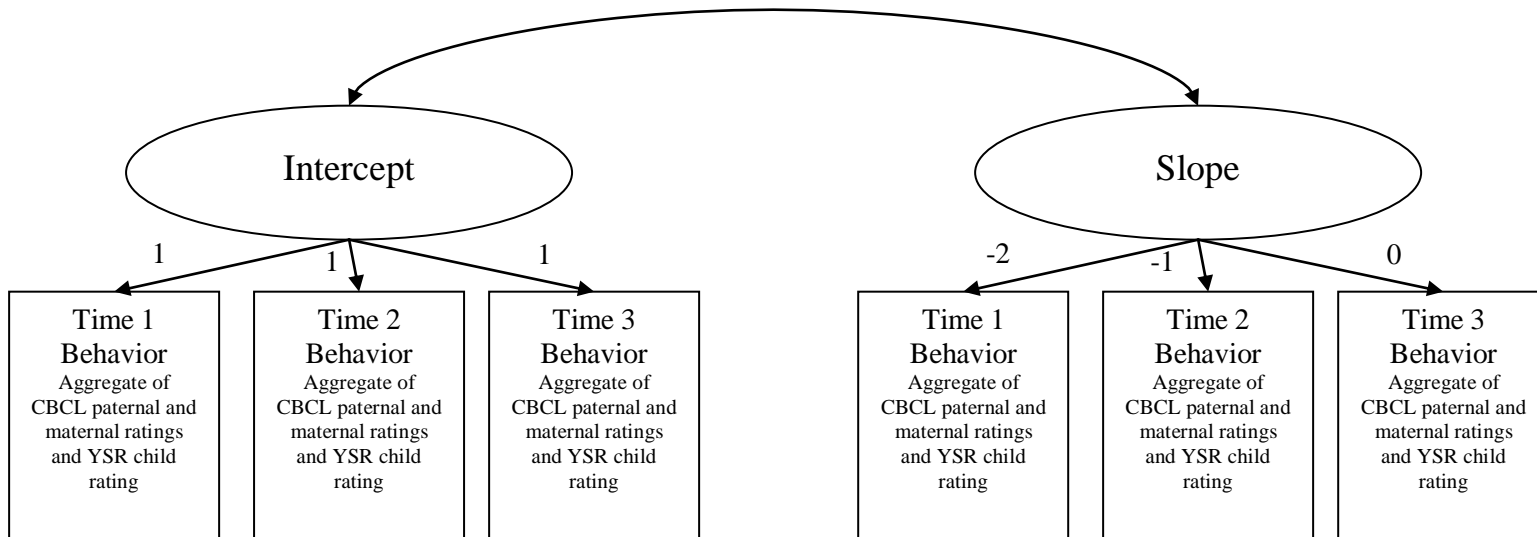 Intercept
Slope
1
1
1
-2
-1
0
Time 1
Behavior
Aggregate of
CBCL paternal and
maternal ratings
and YSR child
rating
Time 2
Behavior
Aggregate of
CBCL paternal and
maternal ratings
and YSR child
rating
Time 3
Behavior
Aggregate of
CBCL paternal and
maternal ratings
and YSR child
rating
Time 1
Behavior
Aggregate of
CBCL paternal and
maternal ratings
and YSR child
rating
Time 2
Behavior
Aggregate of
CBCL paternal and
maternal ratings
and YSR child
rating
Time 3
Behavior
Aggregate of
CBCL paternal and
maternal ratings
and YSR child
rating